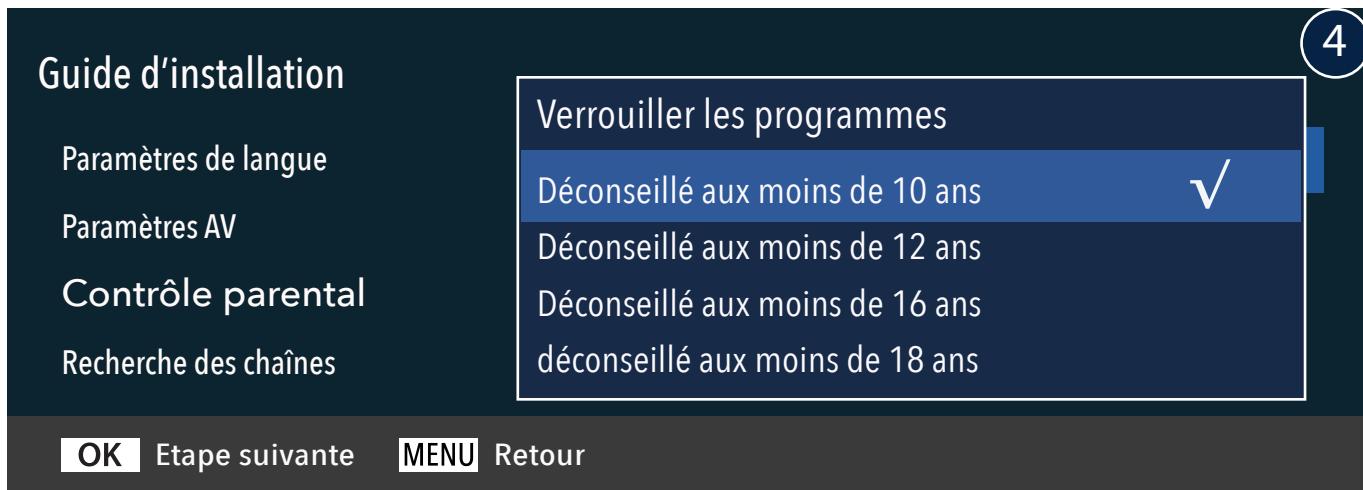 4
Guide d’installation
Verrouiller les programmes
Paramètres de langue
Déconseillé aux moins de 10 ans √
Paramètres AV
Déconseillé aux moins de 12 ans
Contrôle parental
Déconseillé aux moins de 16 ans
Recherche des chaînes
déconseillé aux moins de 18 ans
OK Etape suivante MENU Retour